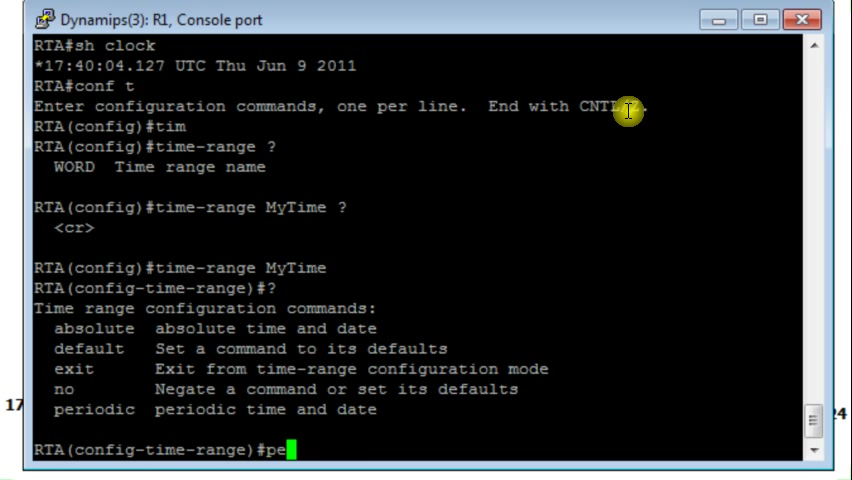 Dynamips(3): R1, Console port
RTA#sh clock
*17:40:04.127 UTC Thu Jun 9 2011
RTA#conf t
Enter configuration commands, one per line.  End with CNTL/Z.
RTA(config)#tim
RTA(config)#time-range ?
  WORD  Time range name
RTA(config)#time-range MyTime ?
  <cr>
RTA(config)#time-range MyTime
RTA(config-time-range)#?
Time range configuration commands:
  absolute  absolute time and date
  default   Set a command to its defaults
  exit      Exit from time-range configuration mode
  no        Negate a command or set its defaults
  periodic  periodic time and date
17
24
RTA(config-time-range)#pe